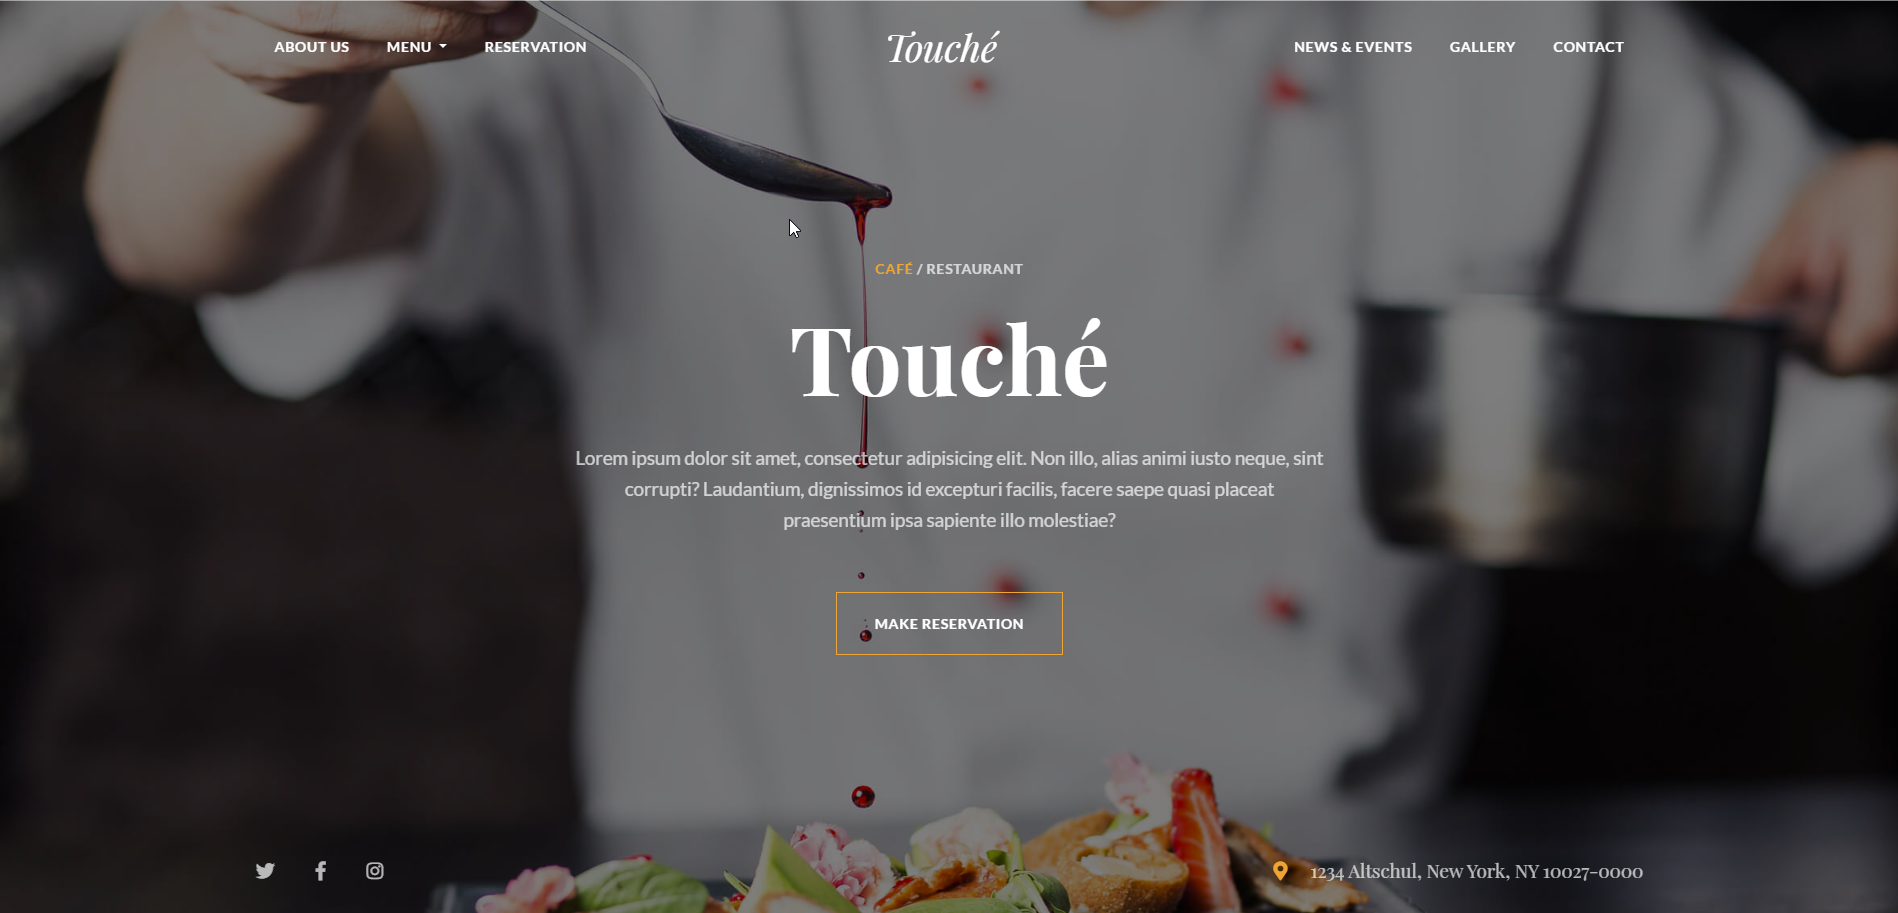 ABOUT US
MENU
RESERVATION
Touché
NEWS & EVENTS
GALLERY
CONTACT
CAFÉ / RESTAURANT
Touché
Lorem ipsum dolor sit amet, consectetur adipisicing elit. Non illo, alias animi iusto neque, sint
corrupti? Laudantium, dignissimos id excepturi facilis, facere saepe quasi placeat
praesentium ipsa sapiente illo molestiae?
MAKE RESERVATION
1234 Altschul, New York, NY 10027-0000